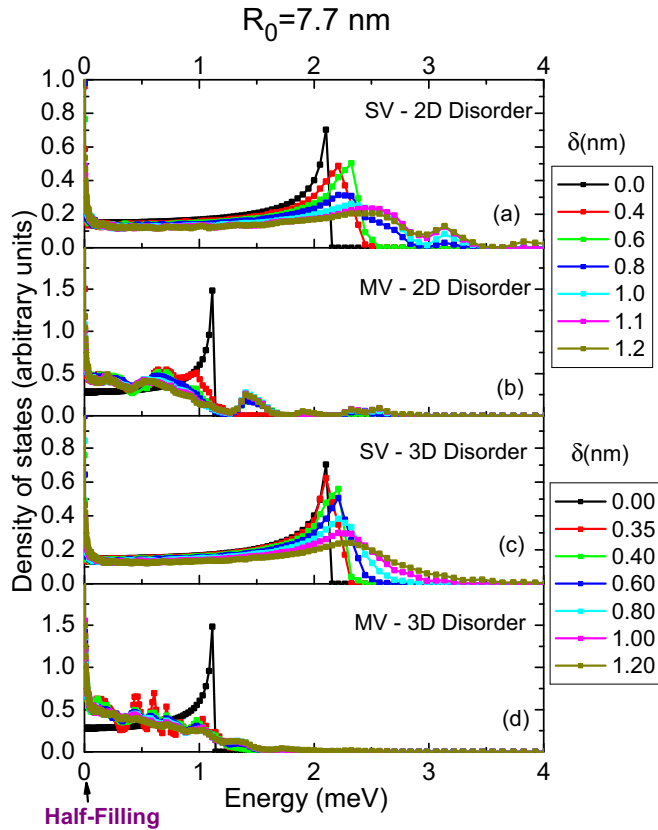 R₀=7.7 nm
0 1 2 3 4
1.0
0.8
0.6
0.4
0.2
0.0
SV - 2D Disorder
(a)
1.5
1.0
0.5
0.0
MV - 2D Disorder
(b)
1.0
0.8
0.6
0.4
0.2
0.0
SV - 3D Disorder
(c)
1.5
1.0
0.5
0.0
MV - 3D Disorder
(d)
0 1 2 3 4
Density of states (arbitrary units)
Energy (meV)
Half-Filling
δ(nm)
0.0
0.4
0.6
0.8
1.0
1.1
1.2
δ(nm)
0.00
0.35
0.40
0.60
0.80
1.00
1.20